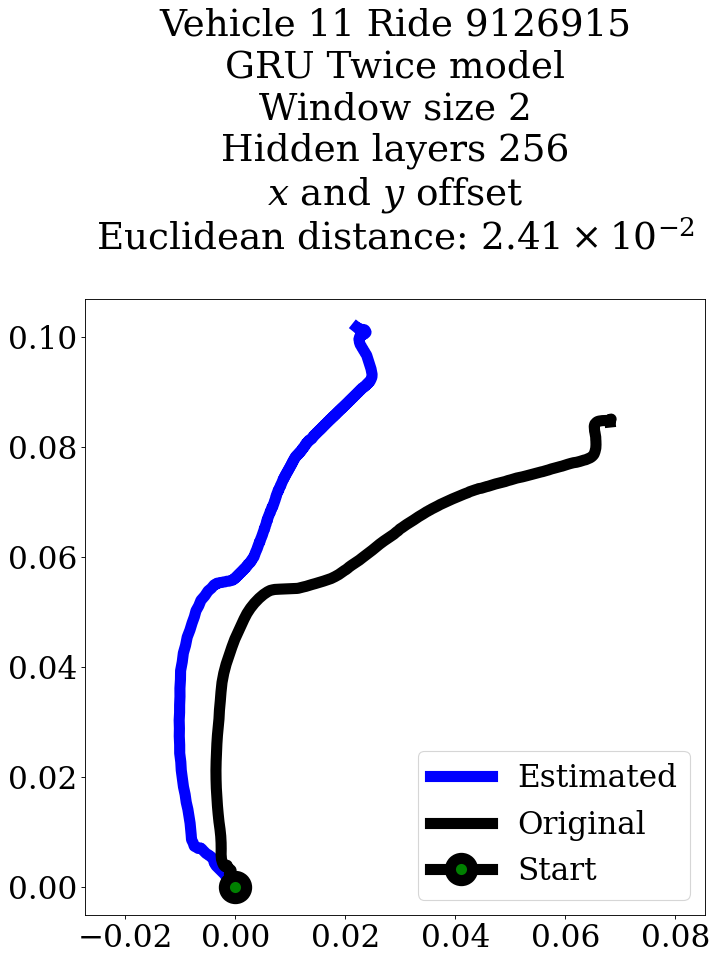 Vehicle 11 Ride 9126915
GRU Twice model
Window size 2
Hidden layers 256
x and y offset
Euclidean distance: 2.41 × 10⁻²
0.10
0.08
0.06
0.04
0.02
0.00
−0.02 0.00 0.02 0.04 0.06 0.08
Estimated
Original
Start